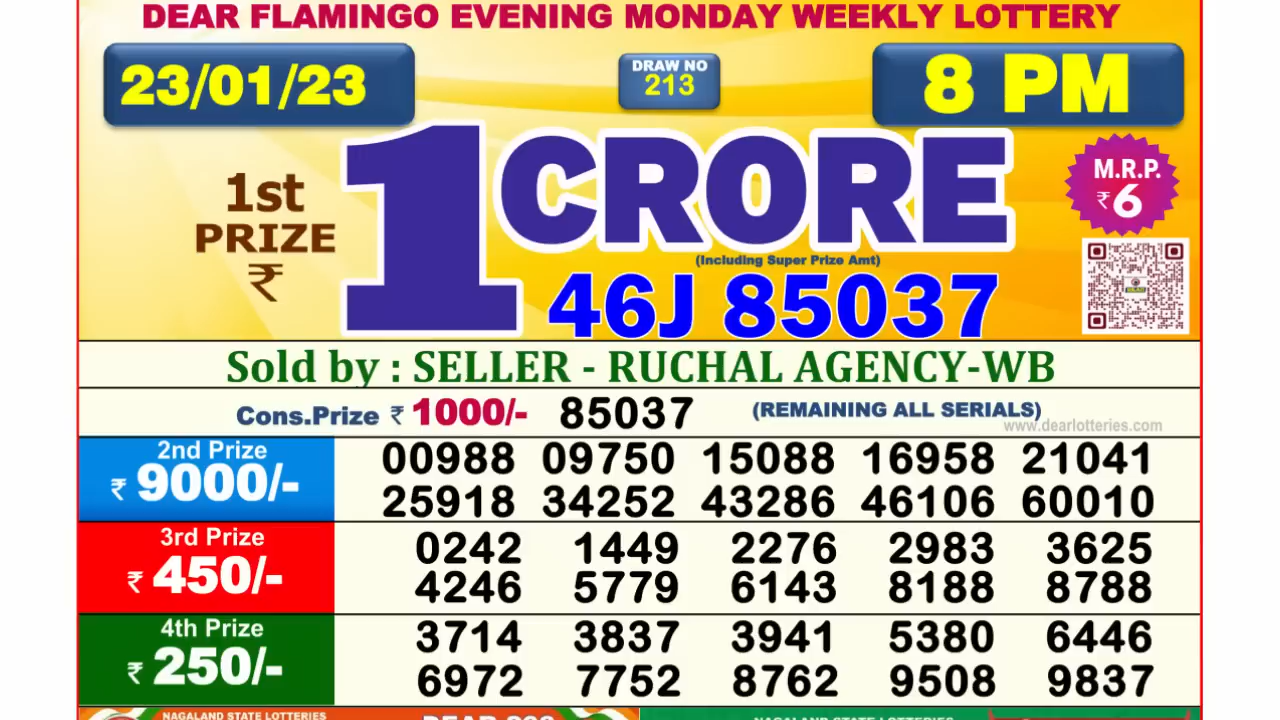 DEAR FLAMINGO EVENING MONDAY WEEKLY LOTTERY
23/01/23
DRAW NO
213
8 PM
1st
PRIZE
₹
1 CRORE
(Including Super Prize Amt)
46J 85037
M.R.P.
₹6
Sold by : SELLER - RUCHAL AGENCY-WB
Cons.Prize ₹ 1000/- 85037 (REMAINING ALL SERIALS)
www.dearlotteries.com
2nd Prize
₹ 9000/-
00988 09750 15088 16958 21041
25918 34252 43286 46106 60010
3rd Prize
₹ 450/-
0242 1449 2276 2983 3625
4246 5779 6143 8188 8788
4th Prize
₹ 250/-
3714 3837 3941 5380 6446
6972 7752 8762 9508 9837
NAGALAND STATE LOTTERIES
DEAR
NAGALAND STATE LOTTERIES